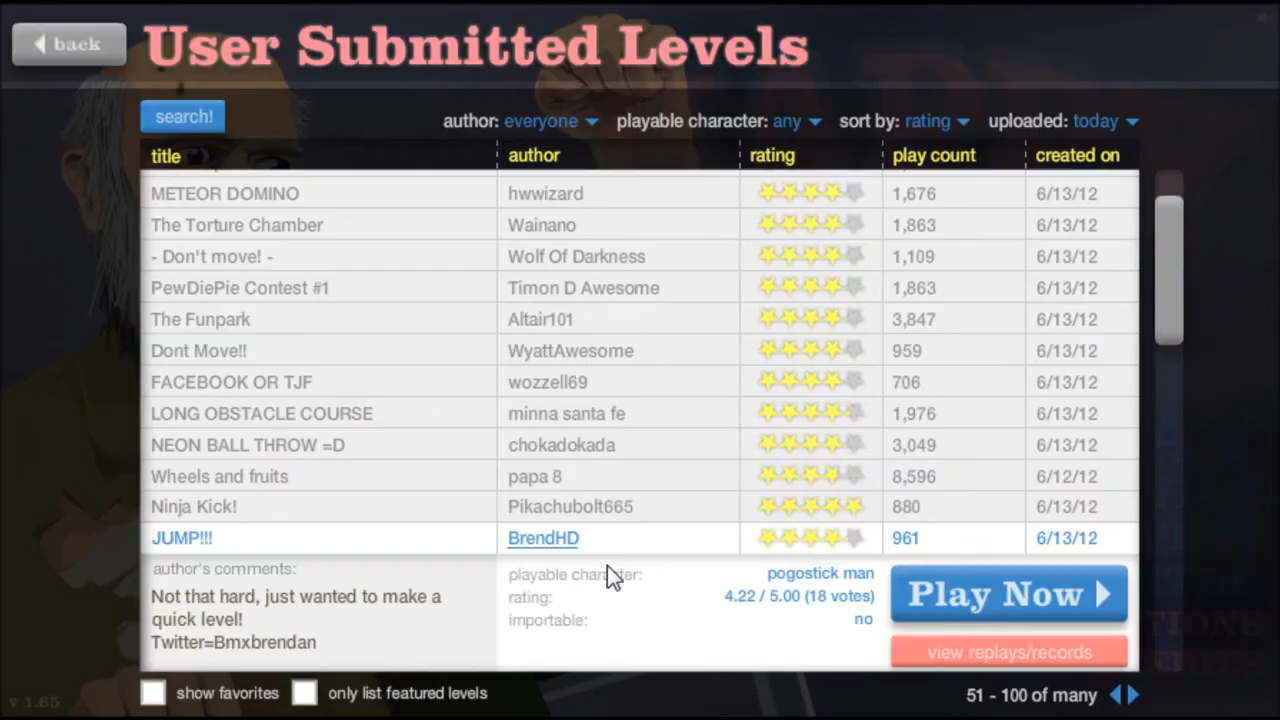 back
User Submitted Levels
search!
author: everyone playable character: any sort by: rating uploaded: today
title author rating play count created on
METEOR DOMINO hwwizard 1,676 6/13/12
The Torture Chamber Wainano 1,863 6/13/12
- Don't move! - Wolf Of Darkness 1,109 6/13/12
PewDiePie Contest #1 Timon D Awesome 1,863 6/13/12
The Funpark Altair101 3,847 6/13/12
Dont Move!! WyattAwesome 959 6/13/12
FACEBOOK OR TJF wozzell69 706 6/13/12
LONG OBSTACLE COURSE minna santa fe 1,976 6/13/12
NEON BALL THROW =D chokadokada 3,049 6/13/12
Wheels and fruits papa 8 8,596 6/12/12
Ninja Kick! Pikachubolt665 880 6/13/12
JUMP!!! BrendHD 961 6/13/12
author's comments:
Not that hard, just wanted to make a
quick level!
Twitter=Bmxbrendan
playable character: pogostick man
rating: 4.22 / 5.00 (18 votes)
importable: no
Play Now
view replays/records
show favorites only list featured levels
51 - 100 of many
v 1.65